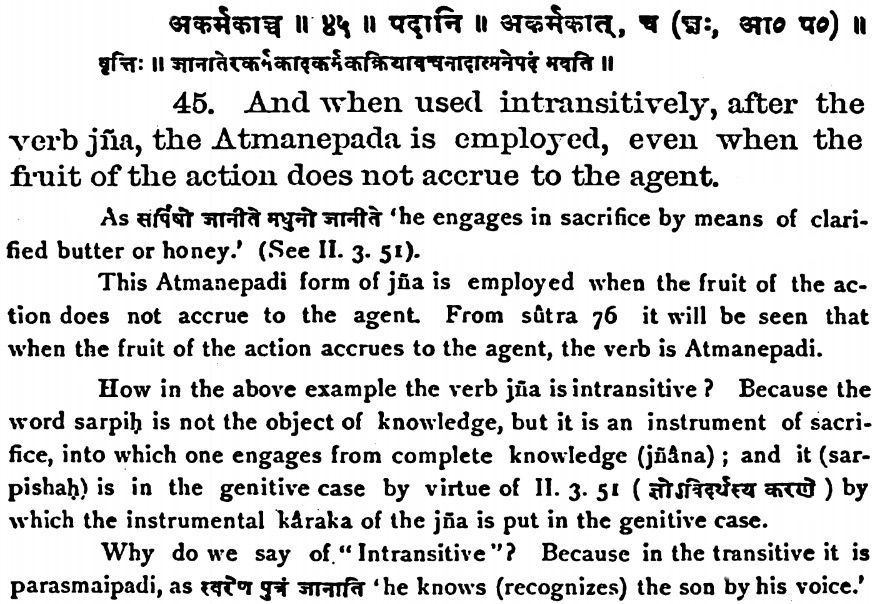 अकर्मकाच्च ॥ ४५ ॥ पदानि ॥ अकर्मकात्, च (ज्ञः, आ० प०) ॥
वृत्तिः ॥ जानातेरकर्मकादकर्मकक्रियावचनादात्मनेपदं भवति ॥
45. And when used intransitively, after the
verb jña, the Atmanepada is employed, even when the
fruit of the action does not accrue to the agent.
As सर्पिषो जानीते मधुनो जानीते 'he engages in sacrifice by means of clari-
fied butter or honey.' (See II. 3. 51).
This Atmanepadi form of jña is employed when the fruit of the ac-
tion does not accrue to the agent. From sûtra 76 it will be seen that
when the fruit of the action accrues to the agent, the verb is Atmanepadi.
How in the above example the verb jña is intransitive? Because the
word sarpiḥ is not the object of knowledge, but it is an instrument of sacri-
fice, into which one engages from complete knowledge (jñâna); and it (sar-
pishaḥ) is in the genitive case by virtue of II. 3. 51 (ज्ञोऽविदर्थस्य करणे) by
which the instrumental kâraka of the jña is put in the genitive case.
Why do we say of "Intransitive"? Because in the transitive it is
parasmaipadi, as स्वरेण पुत्रं जानाति 'he knows (recognizes) the son by his voice.'